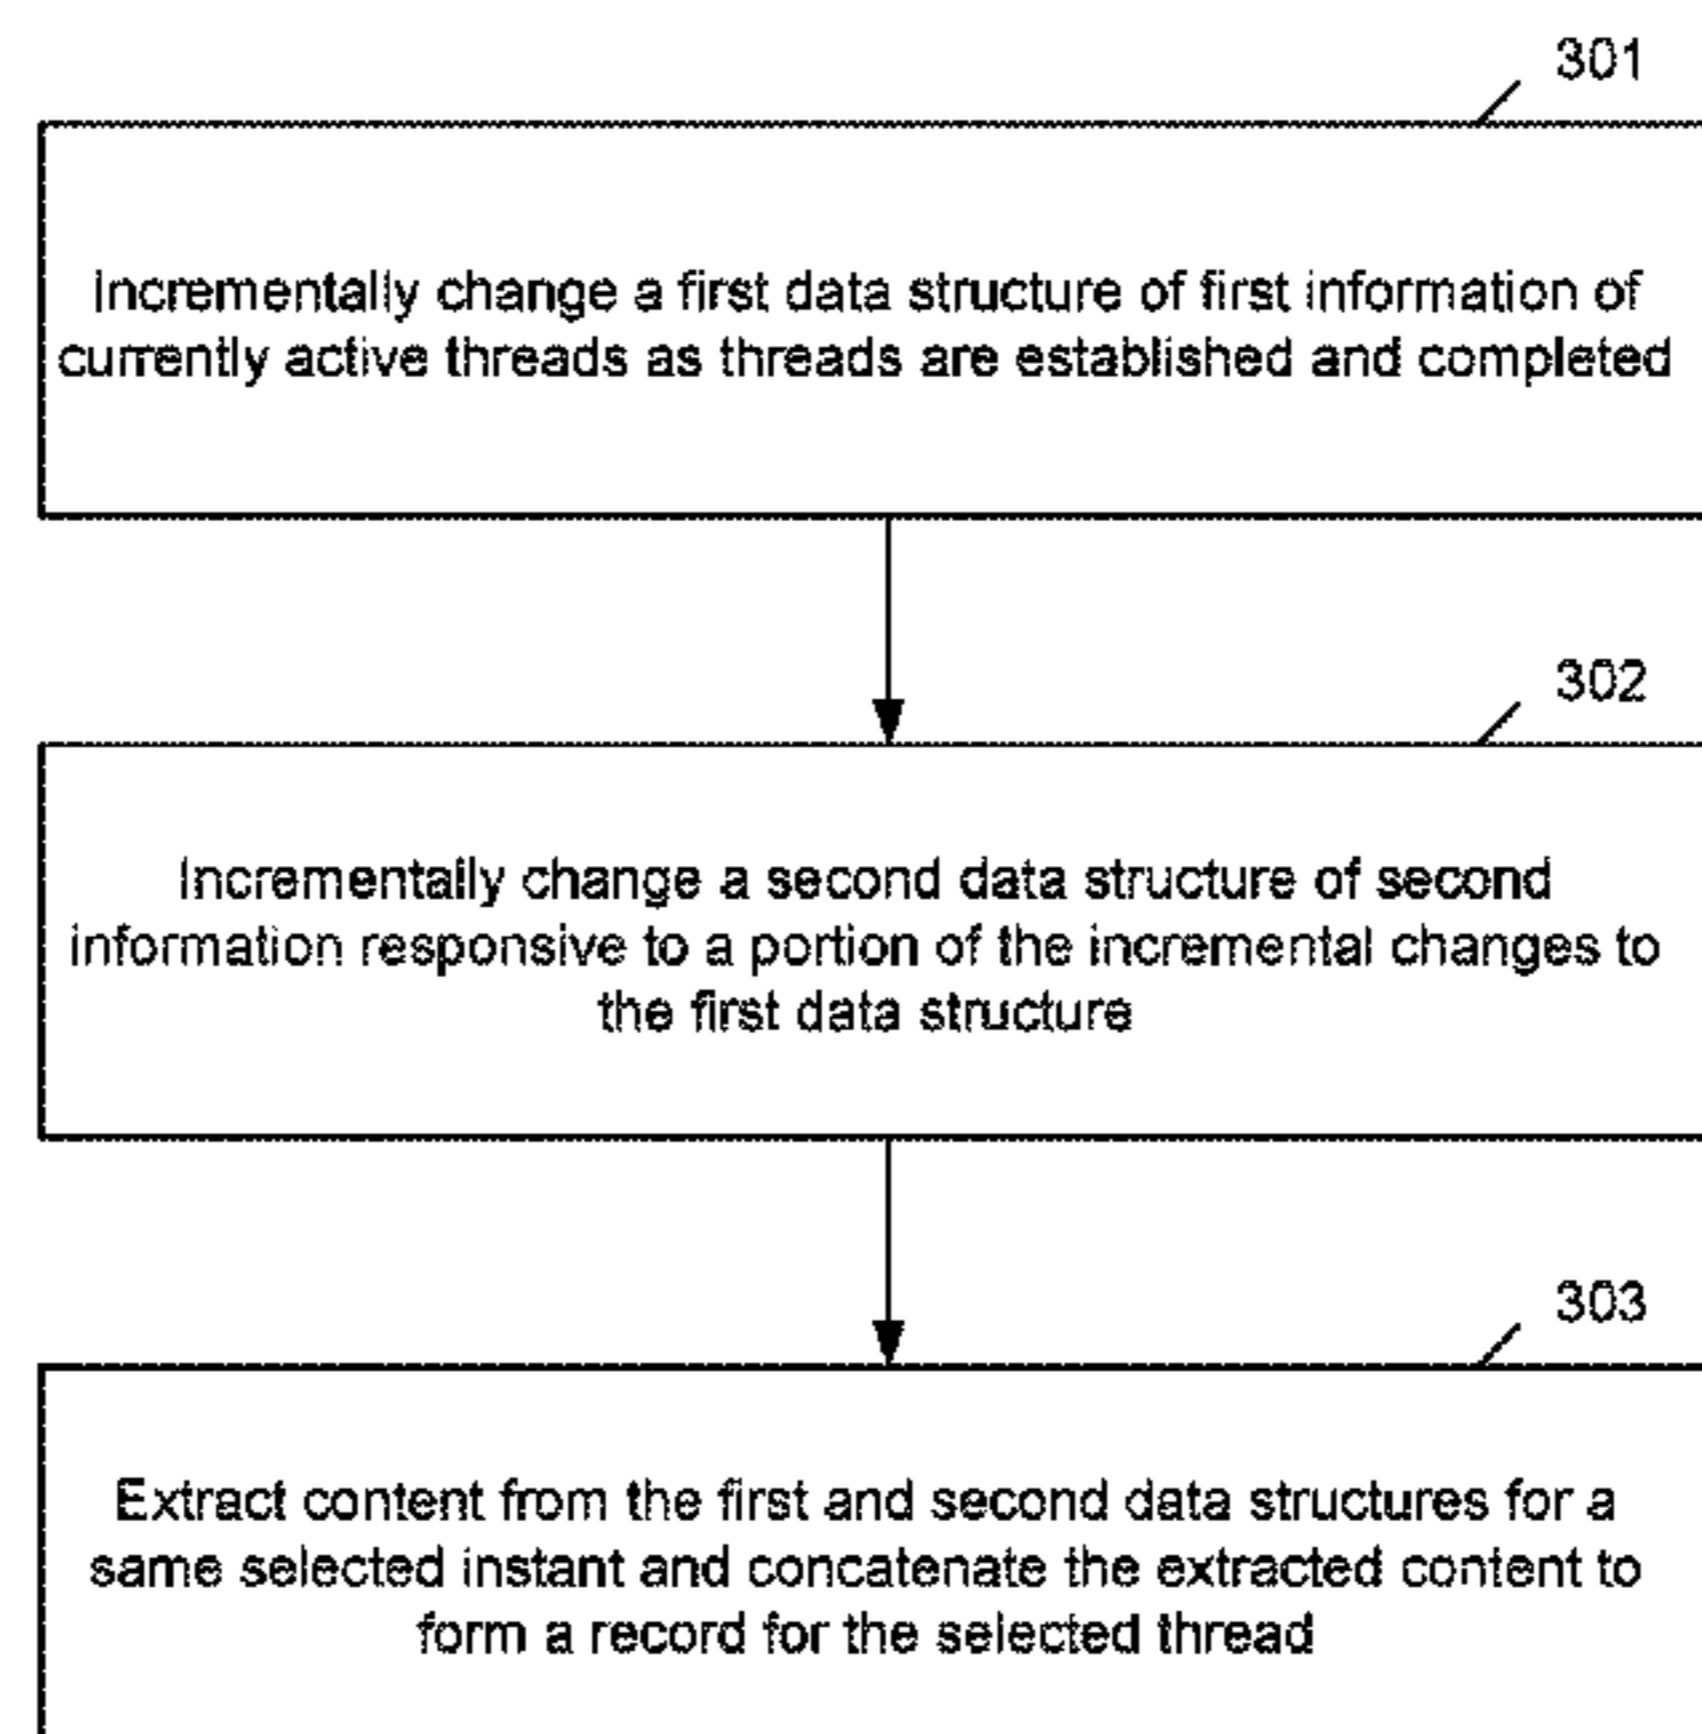 301
Incrementally change a first data structure of first information of
currently active threads as threads are established and completed
302
Incrementally change a second data structure of second
information responsive to a portion of the incremental changes to
the first data structure
303
Extract content from the first and second data structures for a
same selected instant and concatenate the extracted content to
form a record for the selected thread